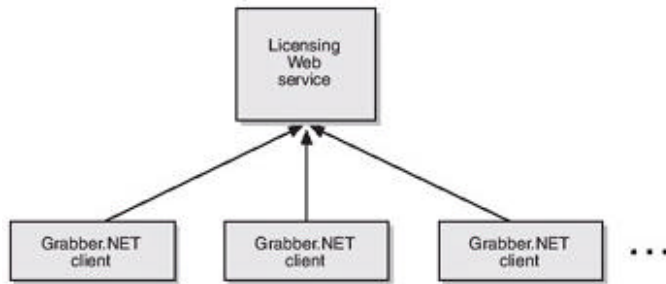 Licensing
Web
service
Grabber.NET
client
Grabber.NET
client
Grabber.NET
client
...